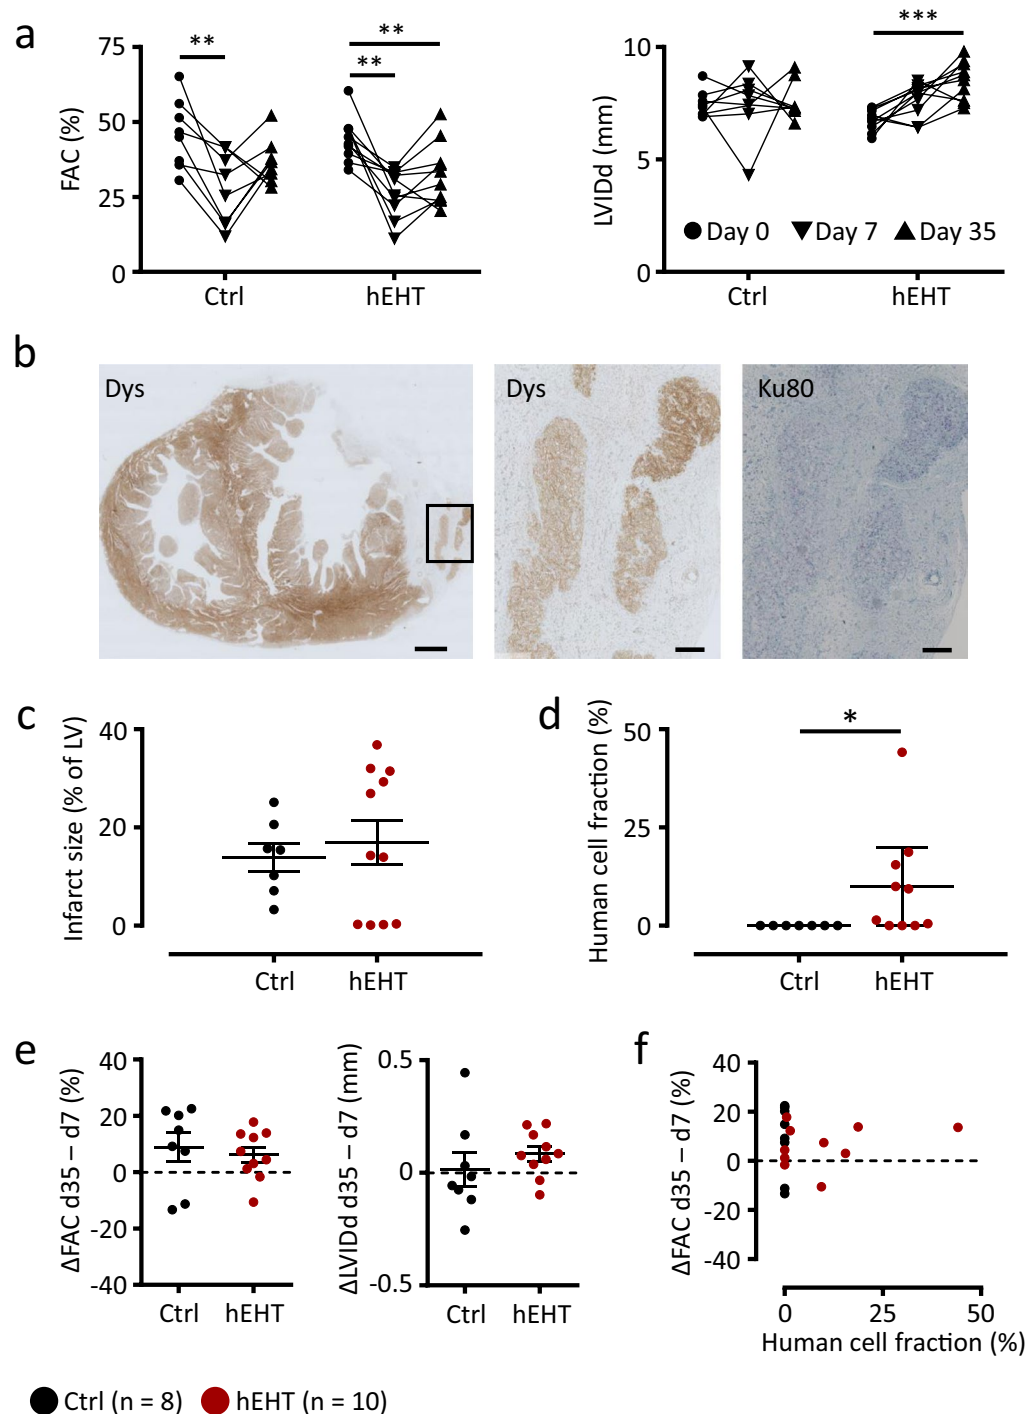 a
**
**
**
75
50
25
0
FAC (%)
Ctrl
hEHT
***
10
5
0
LVIDd (mm)
Day 0
Day 7
Day 35
Ctrl
hEHT
b
Dys
Dys
Ku80
c
40
20
0
Infarct size (% of LV)
Ctrl
hEHT
d
*
50
25
0
Human cell fraction (%)
Ctrl
hEHT
e
40
20
0
-20
-40
ΔFAC d35 – d7 (%)
Ctrl
hEHT
0.5
0
-0.5
ΔLVIDd d35 – d7 (mm)
Ctrl
hEHT
f
40
20
0
-20
-40
ΔFAC d35 – d7 (%)
0
25
50
Human cell fraction (%)
Ctrl (n = 8)
hEHT (n = 10)